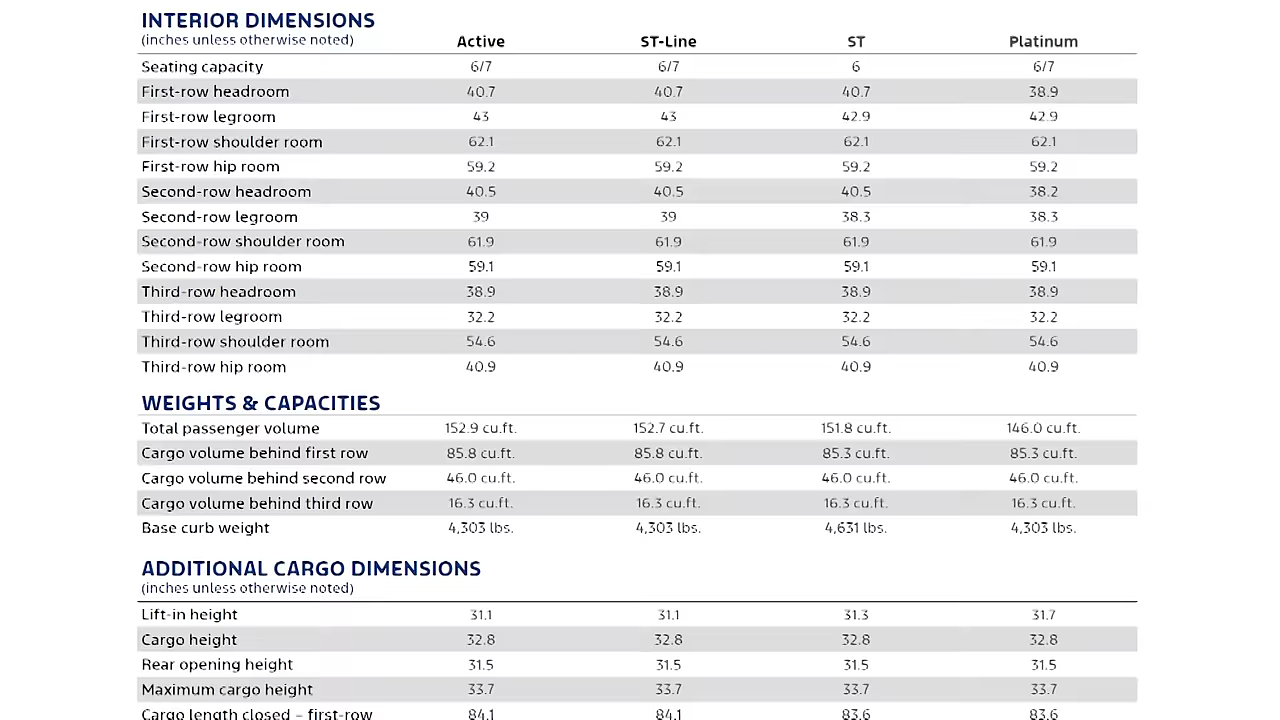 INTERIOR DIMENSIONS
(inches unless otherwise noted) Active ST-Line ST Platinum
Seating capacity 6/7 6/7 6 6/7
First-row headroom 40.7 40.7 40.7 38.9
First-row legroom 43 43 42.9 42.9
First-row shoulder room 62.1 62.1 62.1 62.1
First-row hip room 59.2 59.2 59.2 59.2
Second-row headroom 40.5 40.5 40.5 38.2
Second-row legroom 39 39 38.3 38.3
Second-row shoulder room 61.9 61.9 61.9 61.9
Second-row hip room 59.1 59.1 59.1 59.1
Third-row headroom 38.9 38.9 38.9 38.9
Third-row legroom 32.2 32.2 32.2 32.2
Third-row shoulder room 54.6 54.6 54.6 54.6
Third-row hip room 40.9 40.9 40.9 40.9
WEIGHTS & CAPACITIES
Total passenger volume 152.9 cu.ft. 152.7 cu.ft. 151.8 cu.ft. 146.0 cu.ft.
Cargo volume behind first row 85.8 cu.ft. 85.8 cu.ft. 85.3 cu.ft. 85.3 cu.ft.
Cargo volume behind second row 46.0 cu.ft. 46.0 cu.ft. 46.0 cu.ft. 46.0 cu.ft.
Cargo volume behind third row 16.3 cu.ft. 16.3 cu.ft. 16.3 cu.ft. 16.3 cu.ft.
Base curb weight 4,303 lbs. 4,303 lbs. 4,631 lbs. 4,303 lbs.
ADDITIONAL CARGO DIMENSIONS
(inches unless otherwise noted)
Lift-in height 31.1 31.1 31.3 31.7
Cargo height 32.8 32.8 32.8 32.8
Rear opening height 31.5 31.5 31.5 31.5
Maximum cargo height 33.7 33.7 33.7 33.7
Cargo length closed – first-row 84.1 84.1 83.6 83.6